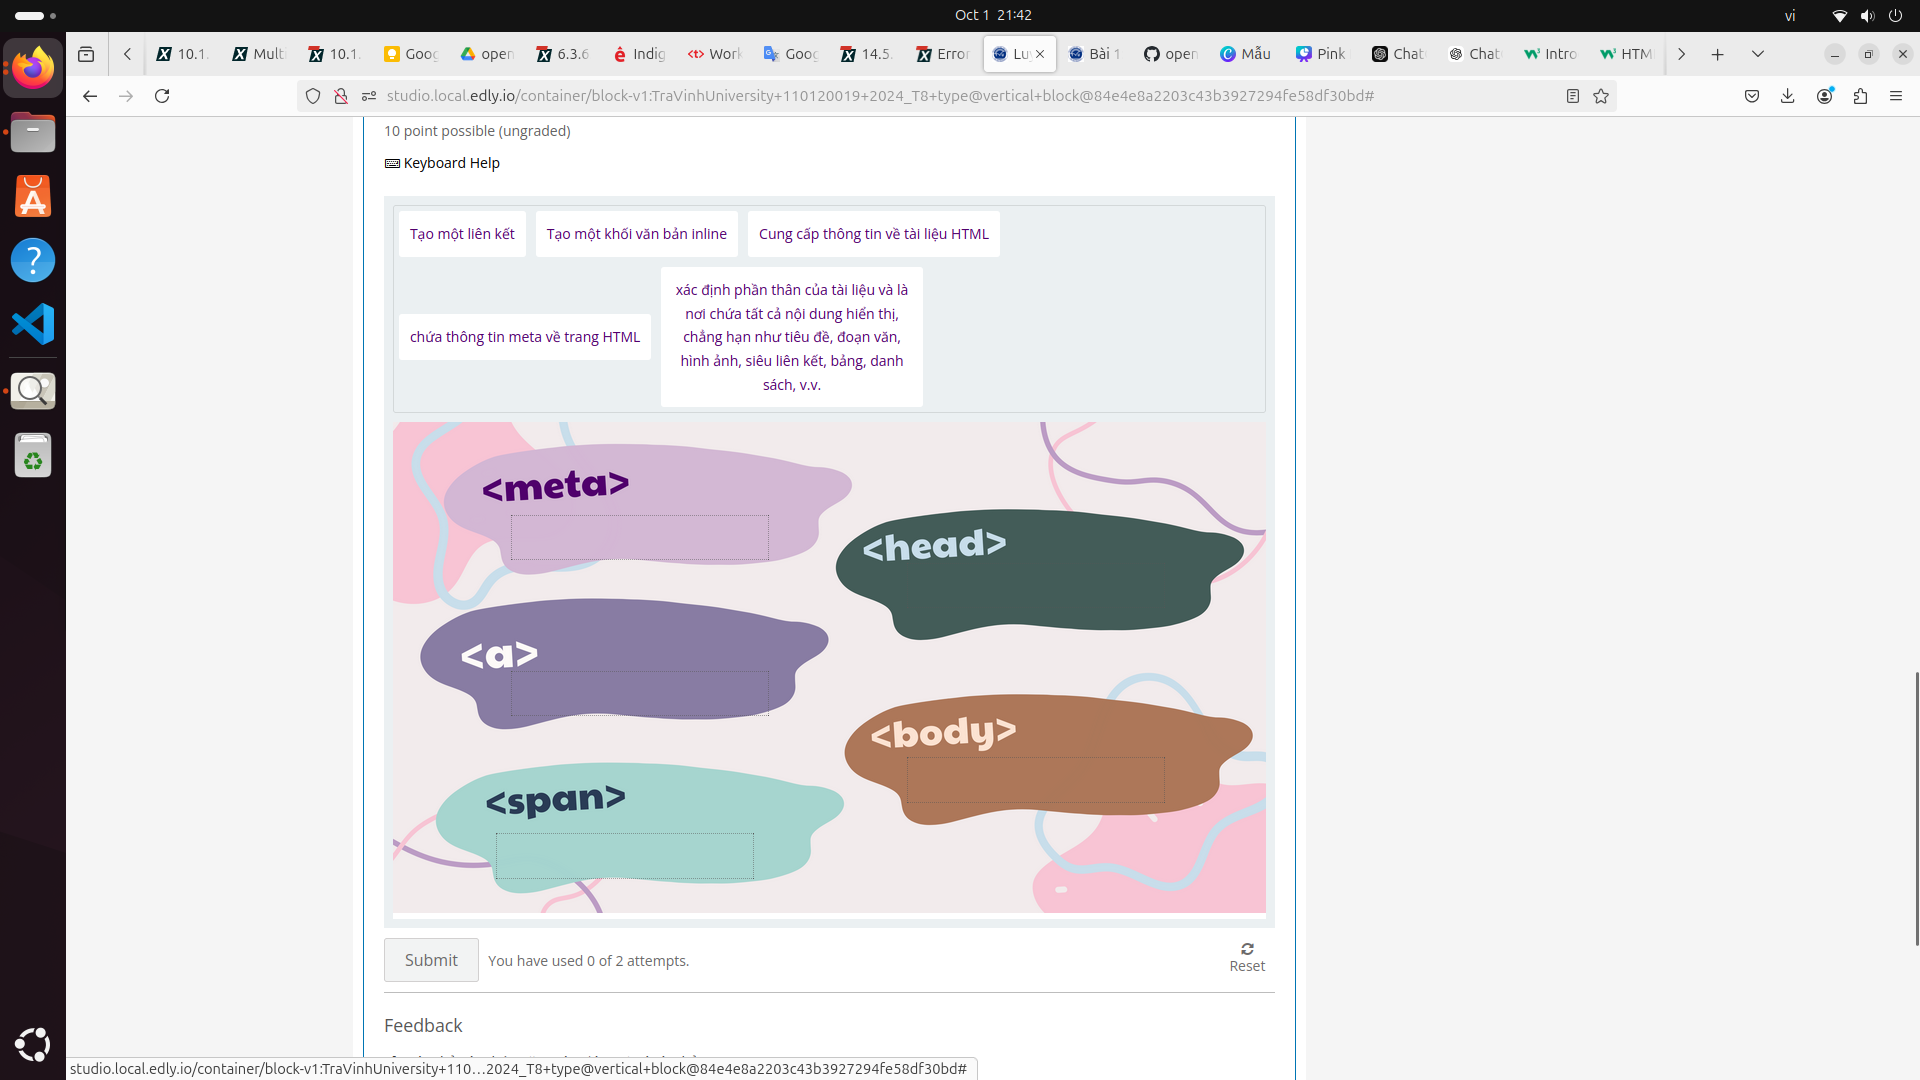 Oct 1 21:42
vi
10.1.
Multi
10.1.
Goog
open
6.3.6
Indig
Work
Goog
14.5.
Error
Lu
Bài 1
open
Mẫu
Pink
Chat
Chat
Intro
HTM
studio.local.edly.io/container/block-v1:TraVinhUniversity+110120019+2024_T8+type@vertical+block@84e4e8a2203c43b3927294fe58df30bd#
10 point possible (ungraded)
Keyboard Help
Tạo một liên kết
Tạo một khối văn bản inline
Cung cấp thông tin về tài liệu HTML
chứa thông tin meta về trang HTML
xác định phần thân của tài liệu và là
nơi chứa tất cả nội dung hiển thị,
chẳng hạn như tiêu đề, đoạn văn,
hình ảnh, siêu liên kết, bảng, danh
sách, v.v.
<meta>
<head>
<a>
<body>
<span>
Submit
You have used 0 of 2 attempts.
Reset
Feedback
studio.local.edly.io/container/block-v1:TraVinhUniversity+110…2024_T8+type@vertical+block@84e4e8a2203c43b3927294fe58df30bd#